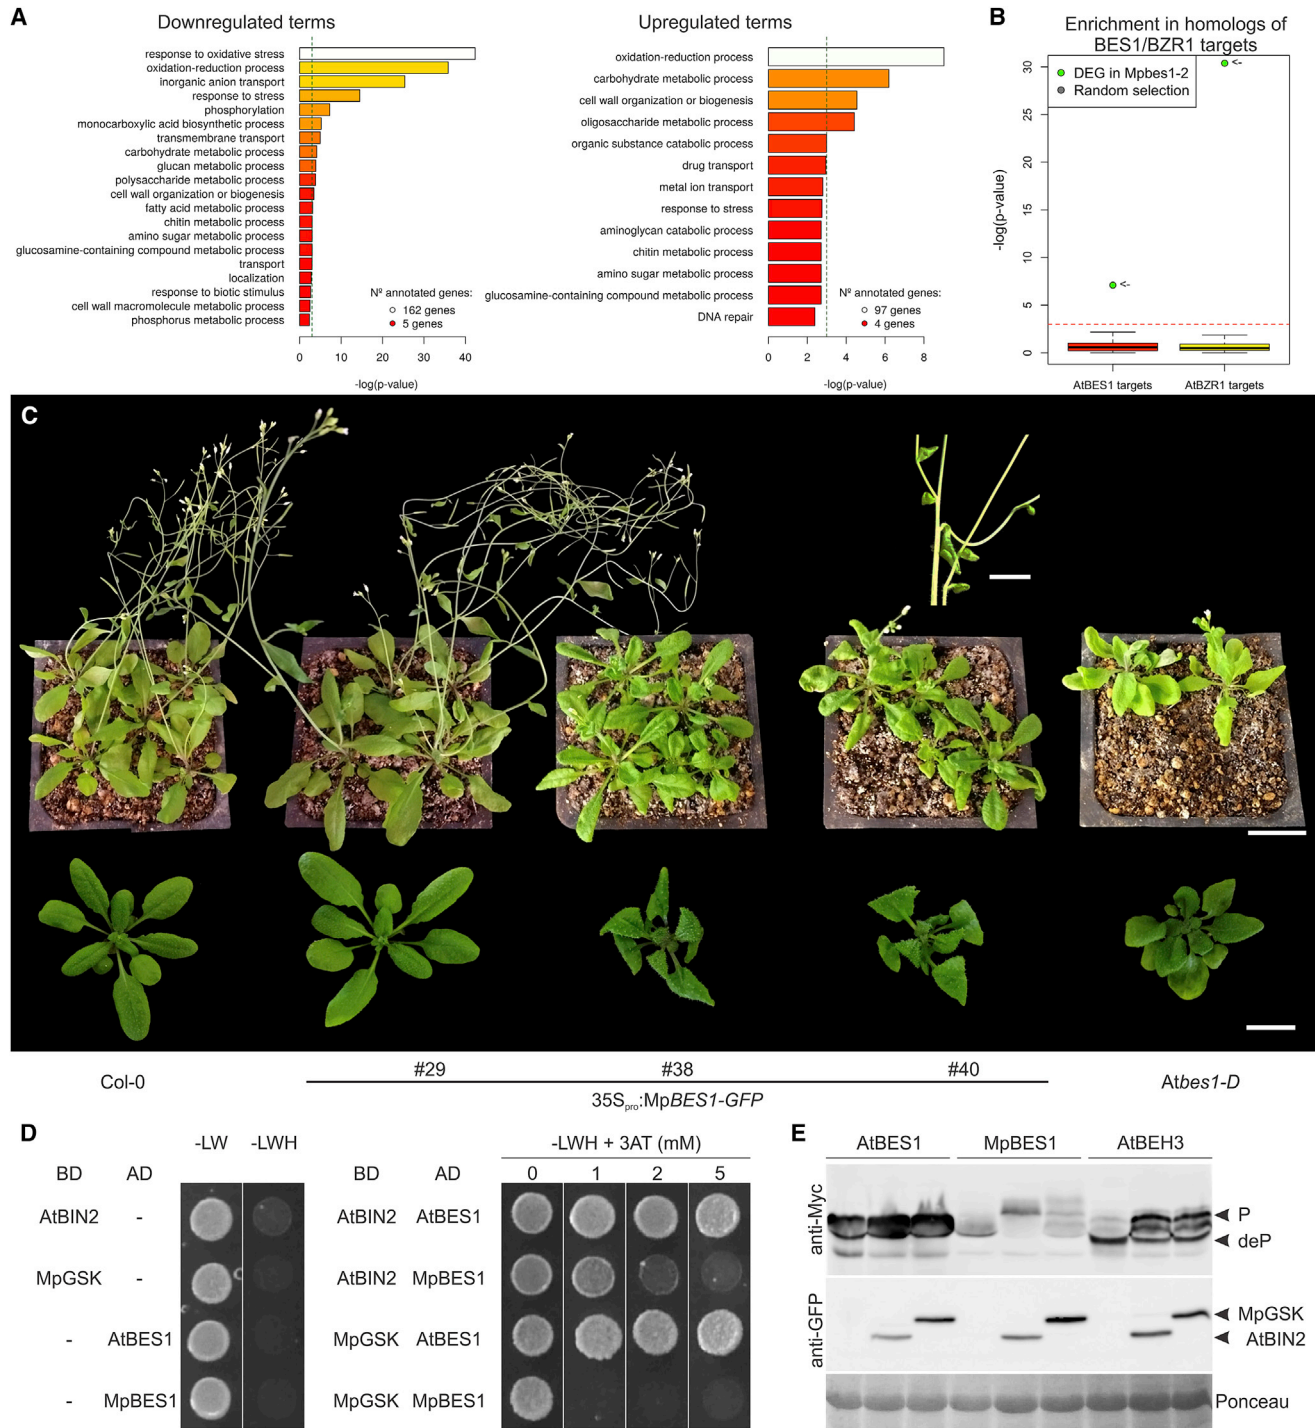 A
Downregulated terms
response to oxidative stress
oxidation-reduction process
inorganic anion transport
response to stress
phosphorylation
monocarboxylic acid biosynthetic process
transmembrane transport
carbohydrate metabolic process
glucan metabolic process
polysaccharide metabolic process
cell wall organization or biogenesis
fatty acid metabolic process
chitin metabolic process
amino sugar metabolic process
glucosamine-containing compound metabolic process
transport
localization
response to biotic stimulus
cell wall macromolecule metabolic process
phosphorus metabolic process
Nº annotated genes:
162 genes
5 genes
0 10 20 30 40
-log(p-value)
Upregulated terms
oxidation-reduction process
carbohydrate metabolic process
cell wall organization or biogenesis
oligosaccharide metabolic process
organic substance catabolic process
drug transport
metal ion transport
response to stress
aminoglycan catabolic process
chitin metabolic process
amino sugar metabolic process
glucosamine-containing compound metabolic process
DNA repair
Nº annotated genes:
97 genes
4 genes
0 2 4 6 8
-log(p-value)
B
Enrichment in homologs of
BES1/BZR1 targets
DEG in Mpbes1-2
Random selection
<-
<-
30
25
20
15
10
5
0
-log(p-value)
AtBES1 targets AtBZR1 targets
C
Col-0
#29 #38 #40
35Spro:MpBES1-GFP
Atbes1-D
D
-LW -LWH
BD AD
AtBIN2 -
MpGSK -
- AtBES1
- MpBES1
-LWH + 3AT (mM)
BD AD 0 1 2 5
AtBIN2 AtBES1
AtBIN2 MpBES1
MpGSK AtBES1
MpGSK MpBES1
E
AtBES1 MpBES1 AtBEH3
anti-Myc
P
deP
anti-GFP
MpGSK
AtBIN2
Ponceau